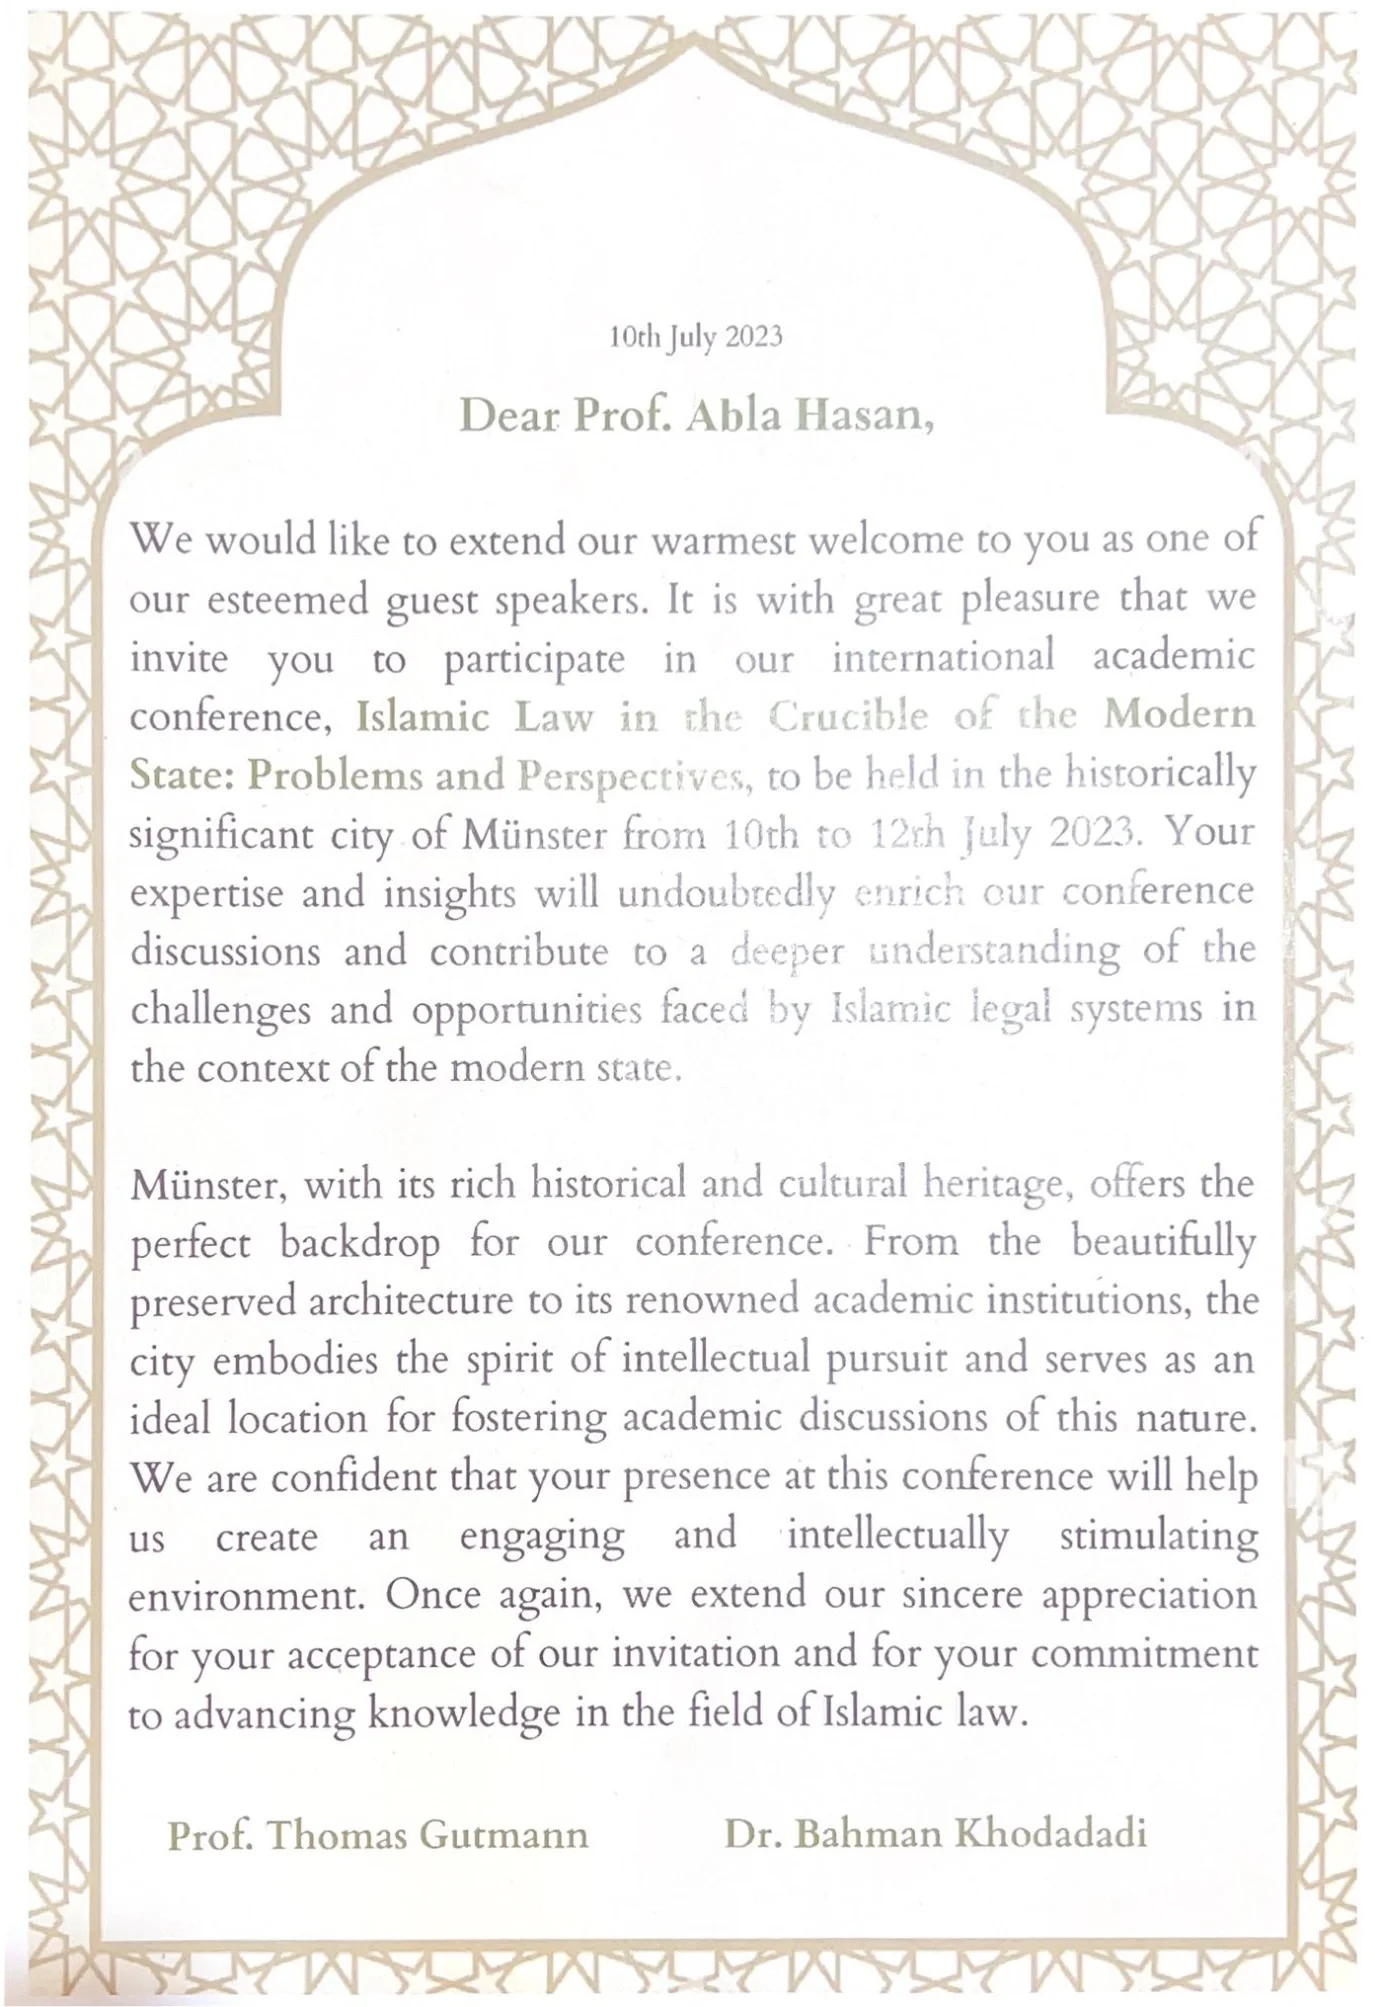 10th July 2023
Dear Prof. Abla Hasan,
We would like to extend our warmest welcome to you as one of
our esteemed guest speakers. It is with great pleasure that we
invite you to participate in our international academic
conference, Islamic Law in the Crucible of the Modern
State: Problems and Perspectives, to be held in the historically
significant city of Münster from 10th to 12th July 2023. Your
expertise and insights will undoubtedly enrich our conference
discussions and contribute to a deeper understanding of the
challenges and opportunities faced by Islamic legal systems in
the context of the modern state.
Münster, with its rich historical and cultural heritage, offers the
perfect backdrop for our conference. From the beautifully
preserved architecture to its renowned academic institutions, the
city embodies the spirit of intellectual pursuit and serves as an
ideal location for fostering academic discussions of this nature.
We are confident that your presence at this conference will help
us create an engaging and intellectually stimulating
environment. Once again, we extend our sincere appreciation
for your acceptance of our invitation and for your commitment
to advancing knowledge in the field of Islamic law.
Prof. Thomas Gutmann Dr. Bahman Khodadadi